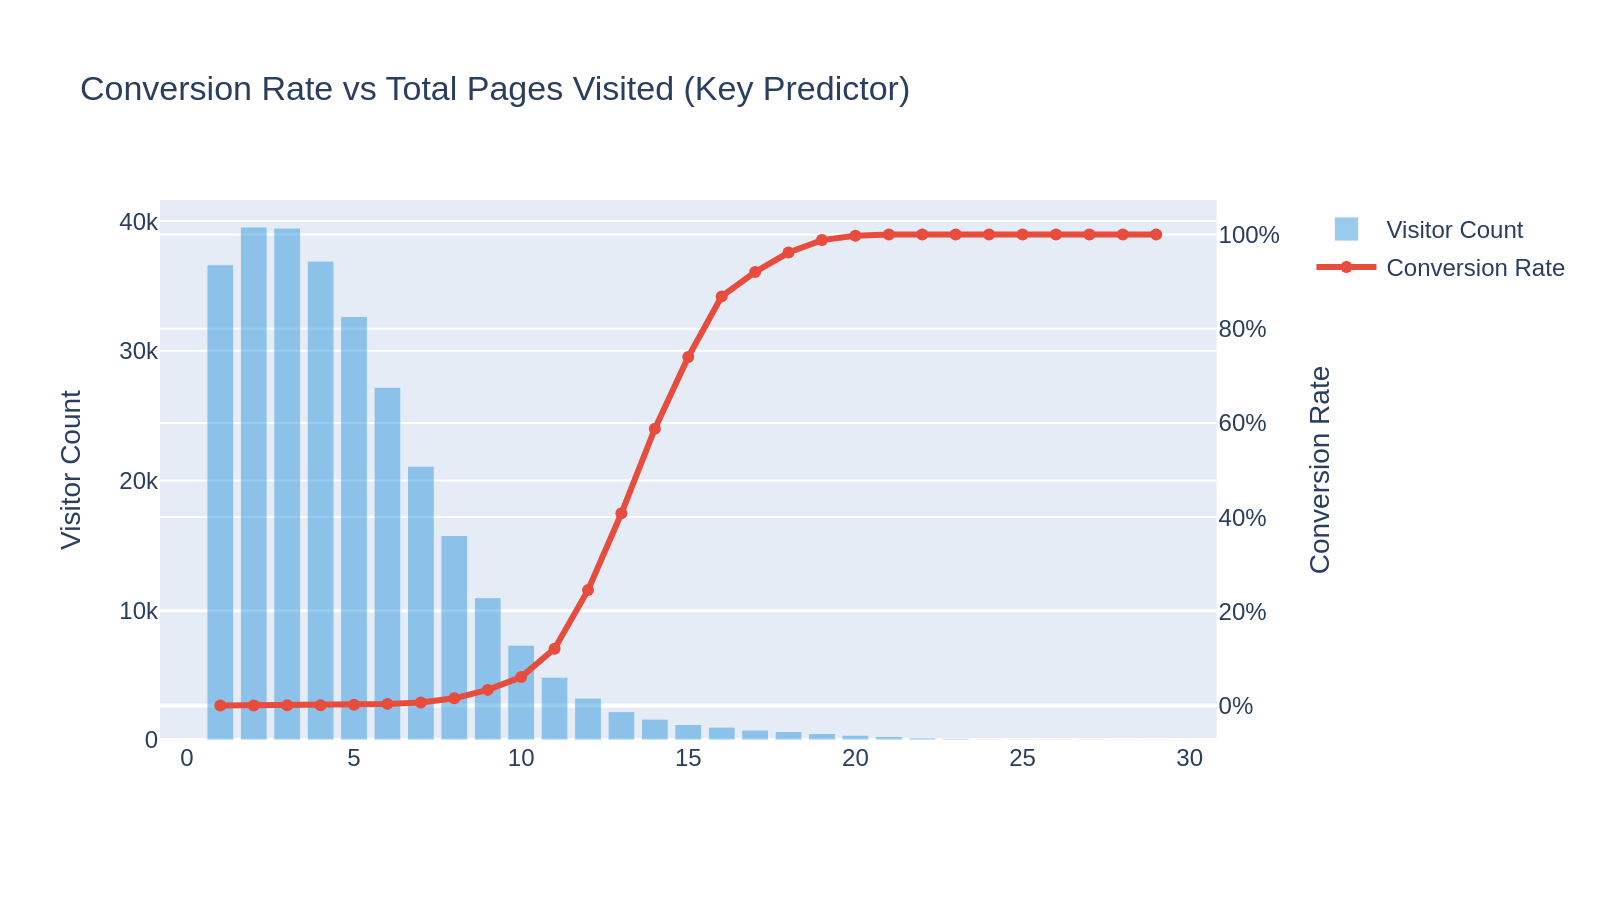 Conversion Rate vs Total Pages Visited (Key Predictor)
Visitor Count
40k
30k
20k
10k
0
0 5 10 15 20 25 30
100%
80%
60%
40%
20%
0%
Conversion Rate
Visitor Count
Conversion Rate